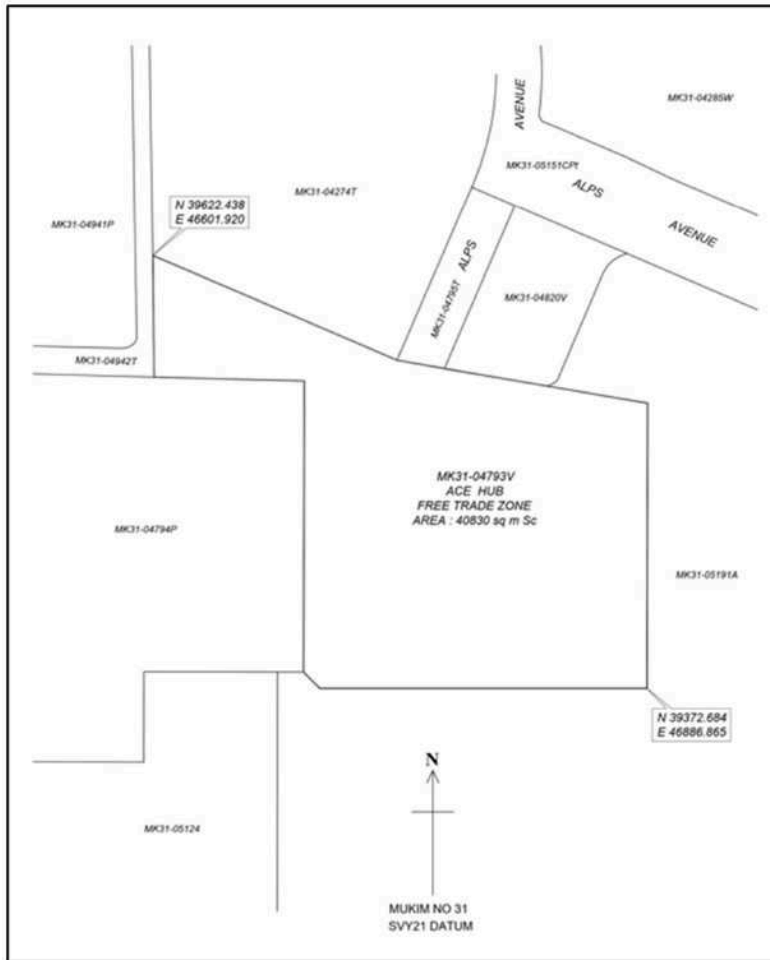 MK31-04285W
AVENUE
MK31-05151CPt
ALPS
AVENUE
MK31-04274T
N 39622.438
E 46601.920
MK31-04941P
ALPS
MK31-04795T
MK31-04820V
MK31-04942T
MK31-04793V
ACE HUB
FREE TRADE ZONE
AREA : 40830 sq m Sc
MK31-04794P
MK31-05191A
N 39372.684
E 46886.865
N
MK31-05124
MUKIM NO 31
SVY21 DATUM